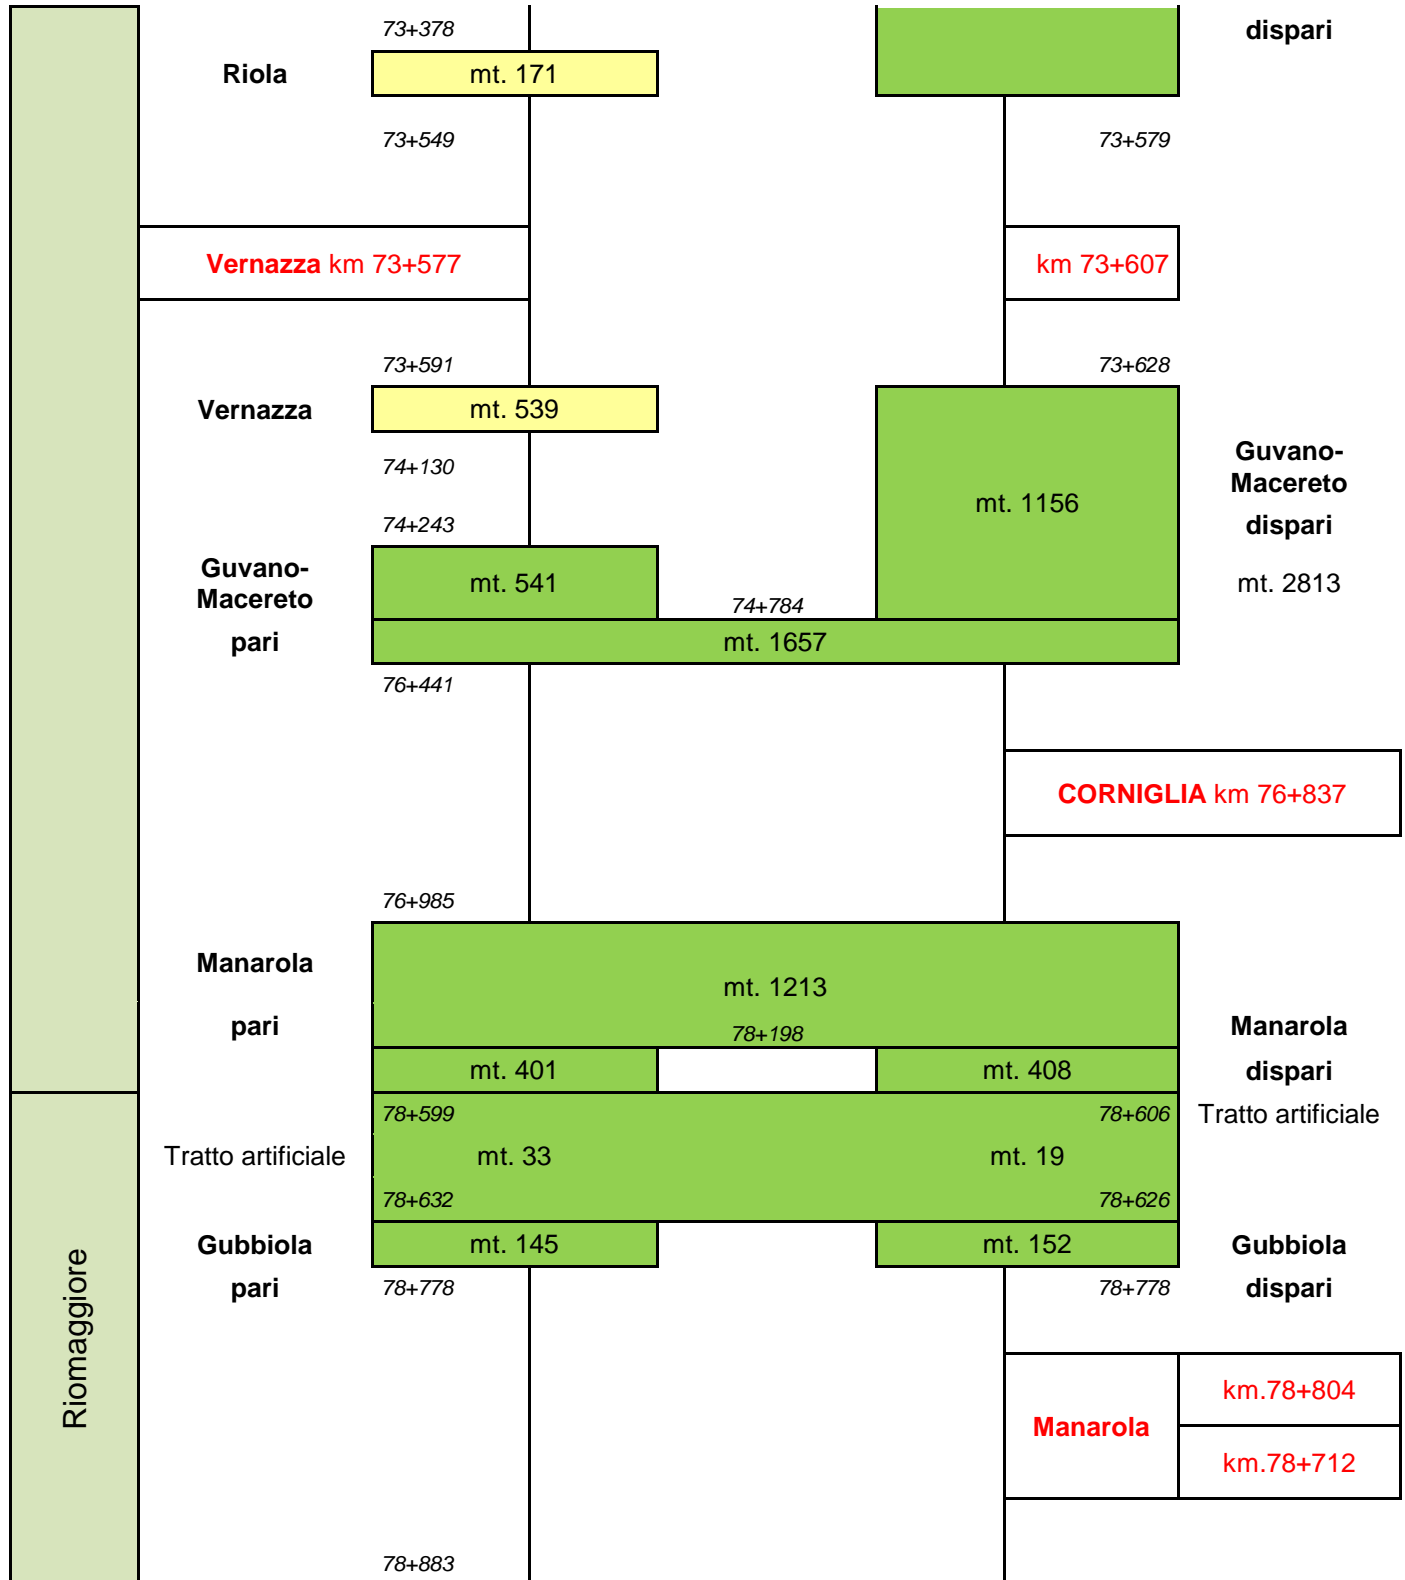 73+378
dispari
Riola
mt. 171
73+549
73+579
Vernazza km 73+577
km 73+607
73+591
73+628
Vernazza
mt. 539
74+130
Guvano-
Macereto
mt. 1156
74+243
dispari
Guvano-
Macereto
mt. 541
mt. 2813
74+784
pari
mt. 1657
76+441
CORNIGLIA km 76+837
76+985
Manarola
mt. 1213
pari
78+198
Manarola
mt. 401
mt. 408
dispari
78+599
78+606
Tratto artificiale
Tratto artificiale
mt. 33
mt. 19
78+632
78+626
Gubbiola
mt. 145
mt. 152
Gubbiola
pari
78+778
78+778
dispari
Riomaggiore
km.78+804
Manarola
km.78+712
78+883